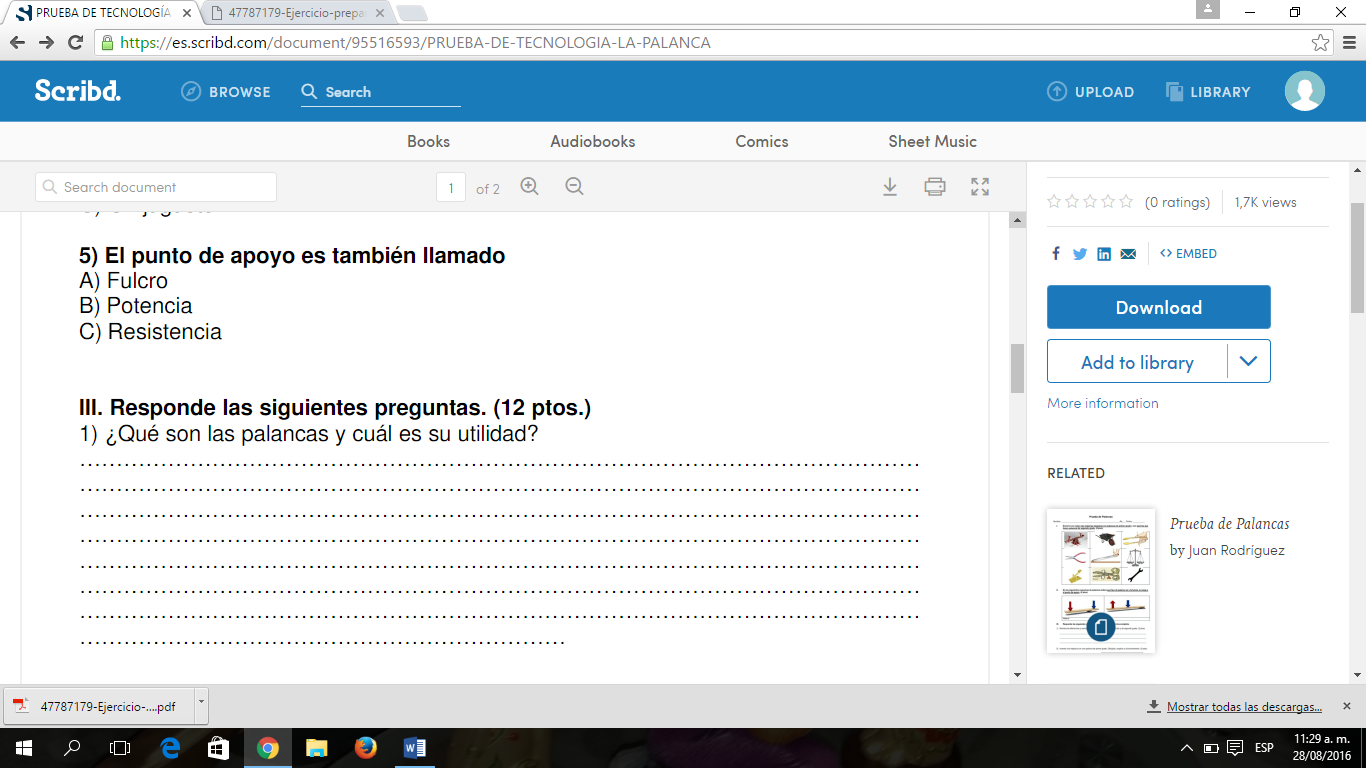 PRUEBA DE TECNOLOGÍA
47787179-Ejercicio-prepa
https://es.scribd.com/document/95516593/PRUEBA-DE-TECNOLOGIA-LA-PALANCA
Scribd.
BROWSE
Search
UPLOAD
LIBRARY
Books
Audiobooks
Comics
Sheet Music
Search document
1 of 2
5) El punto de apoyo es también llamado
A) Fulcro
B) Potencia
C) Resistencia
III. Responde las siguientes preguntas. (12 ptos.)
1) ¿Qué son las palancas y cuál es su utilidad?
(0 ratings)
1,7K views
EMBED
Download
Add to library
More information
RELATED
Prueba de Palancas
by Juan Rodríguez
47787179-Ejercicio-....pdf
Mostrar todas las descargas...
ESP
11:29 a. m.
28/08/2016